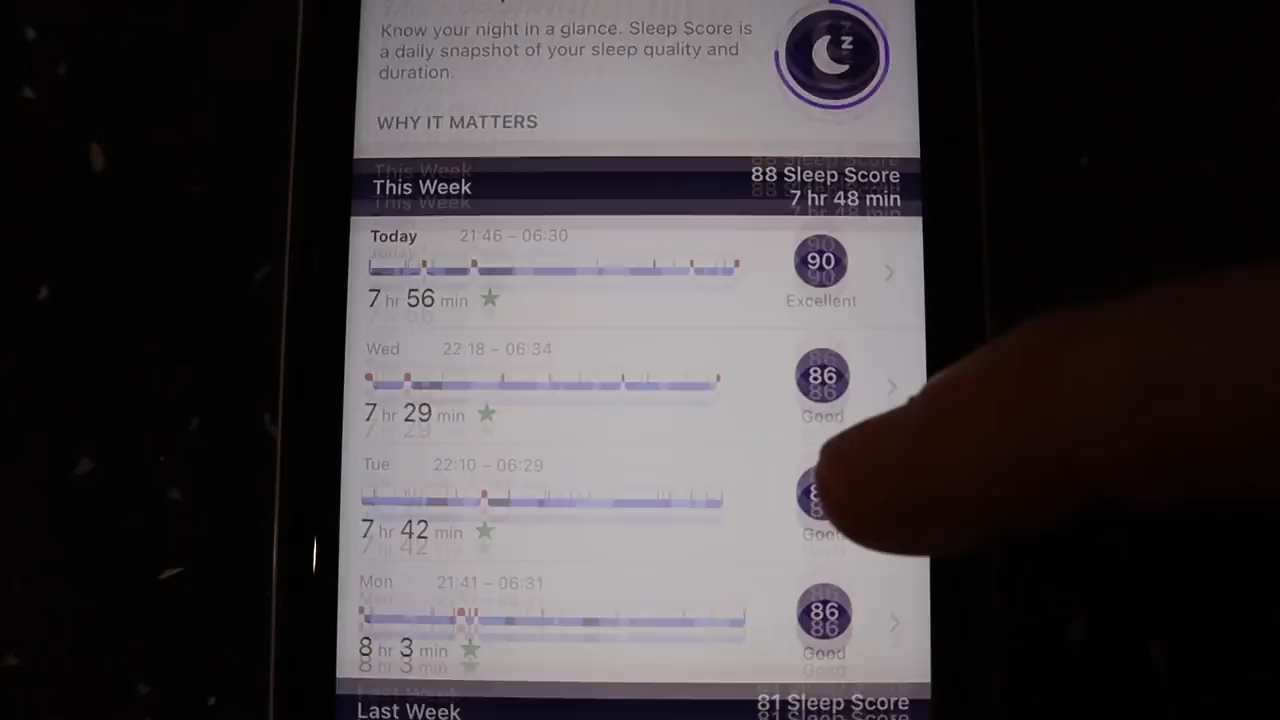 Know your night in a glance. Sleep Score is
a daily snapshot of your sleep quality and
duration.
z
WHY IT MATTERS
This Week
88 Sleep Score
7 hr 48 min
Today 21:46 – 06:30
90
7 hr 56 min
Excellent
Wed 22:18 – 06:34
86
7 hr 29 min
Good
Tue 22:10 – 06:29
7 hr 42 min
Good
Mon 21:41 – 06:31
86
8 hr 3 min
Good
Last Week
81 Sleep Score